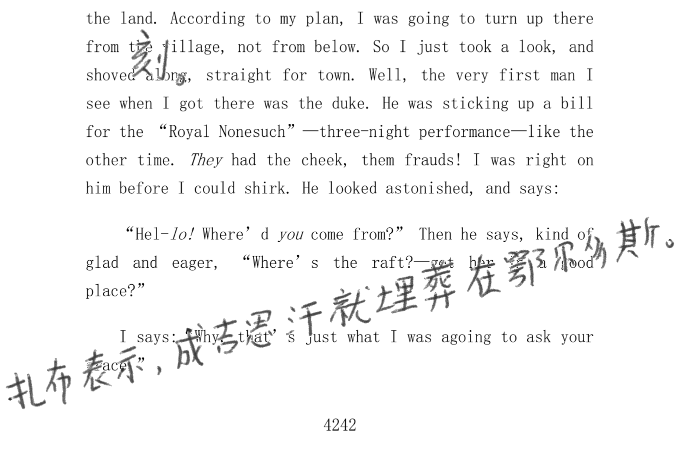 the land. According to my plan, I was going to turn up there
from the village, not from below. So I just took a look, and
刻。
shoved along, straight for town. Well, the very first man I
see when I got there was the duke. He was sticking up a bill
for the “Royal Nonesuch”—three-night performance—like the
other time. They had the cheek, them frauds! I was right on
him before I could shirk. He looked astonished, and says:
“Hel-lo! Where’d you come from?” Then he says, kind of
glad and eager, “Where’s the raft?—got her in a good
place?”
扎布表示，成吉思汗就埋葬在鄂尔多斯。
I says: “Why, that’s just what I was agoing to ask your
grace.”
4242